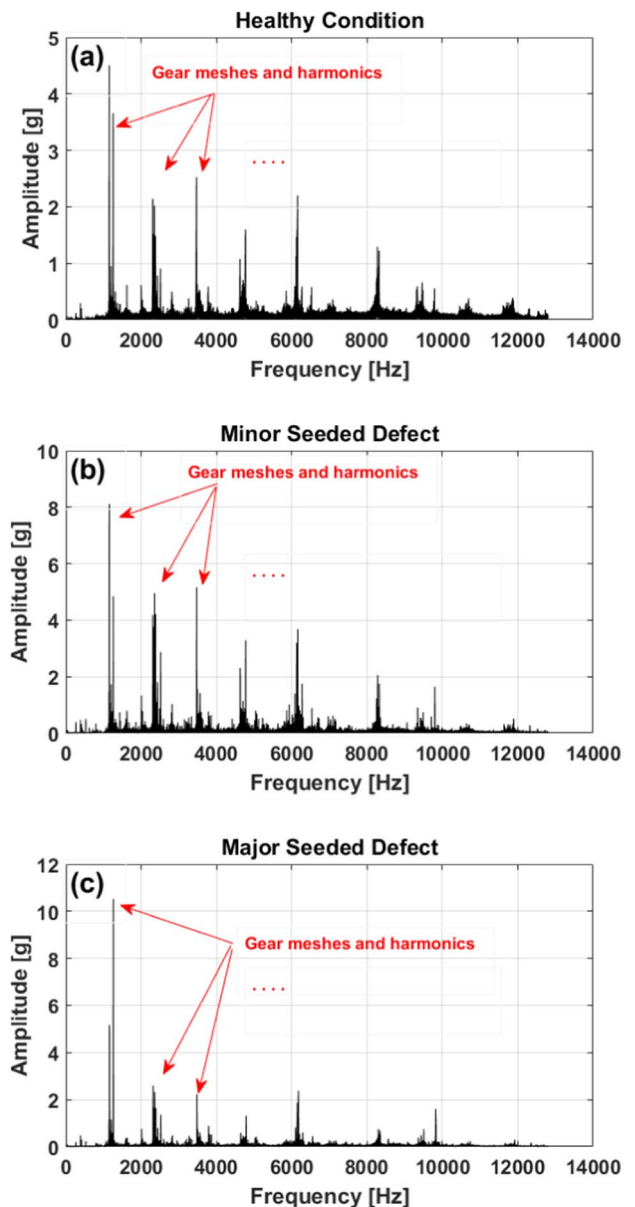 Healthy Condition
(a)
Gear meshes and harmonics
. . . .
5
4
3
2
1
0
Amplitude [g]
0 2000 4000 6000 8000 10000 12000 14000
Frequency [Hz]
Minor Seeded Defect
(b)
Gear meshes and harmonics
. . . .
10
8
6
4
2
0
Amplitude [g]
0 2000 4000 6000 8000 10000 12000 14000
Frequency [Hz]
Major Seeded Defect
(c)
Gear meshes and harmonics
. . . .
12
10
8
6
4
2
0
Amplitude [g]
0 2000 4000 6000 8000 10000 12000 14000
Frequency [Hz]